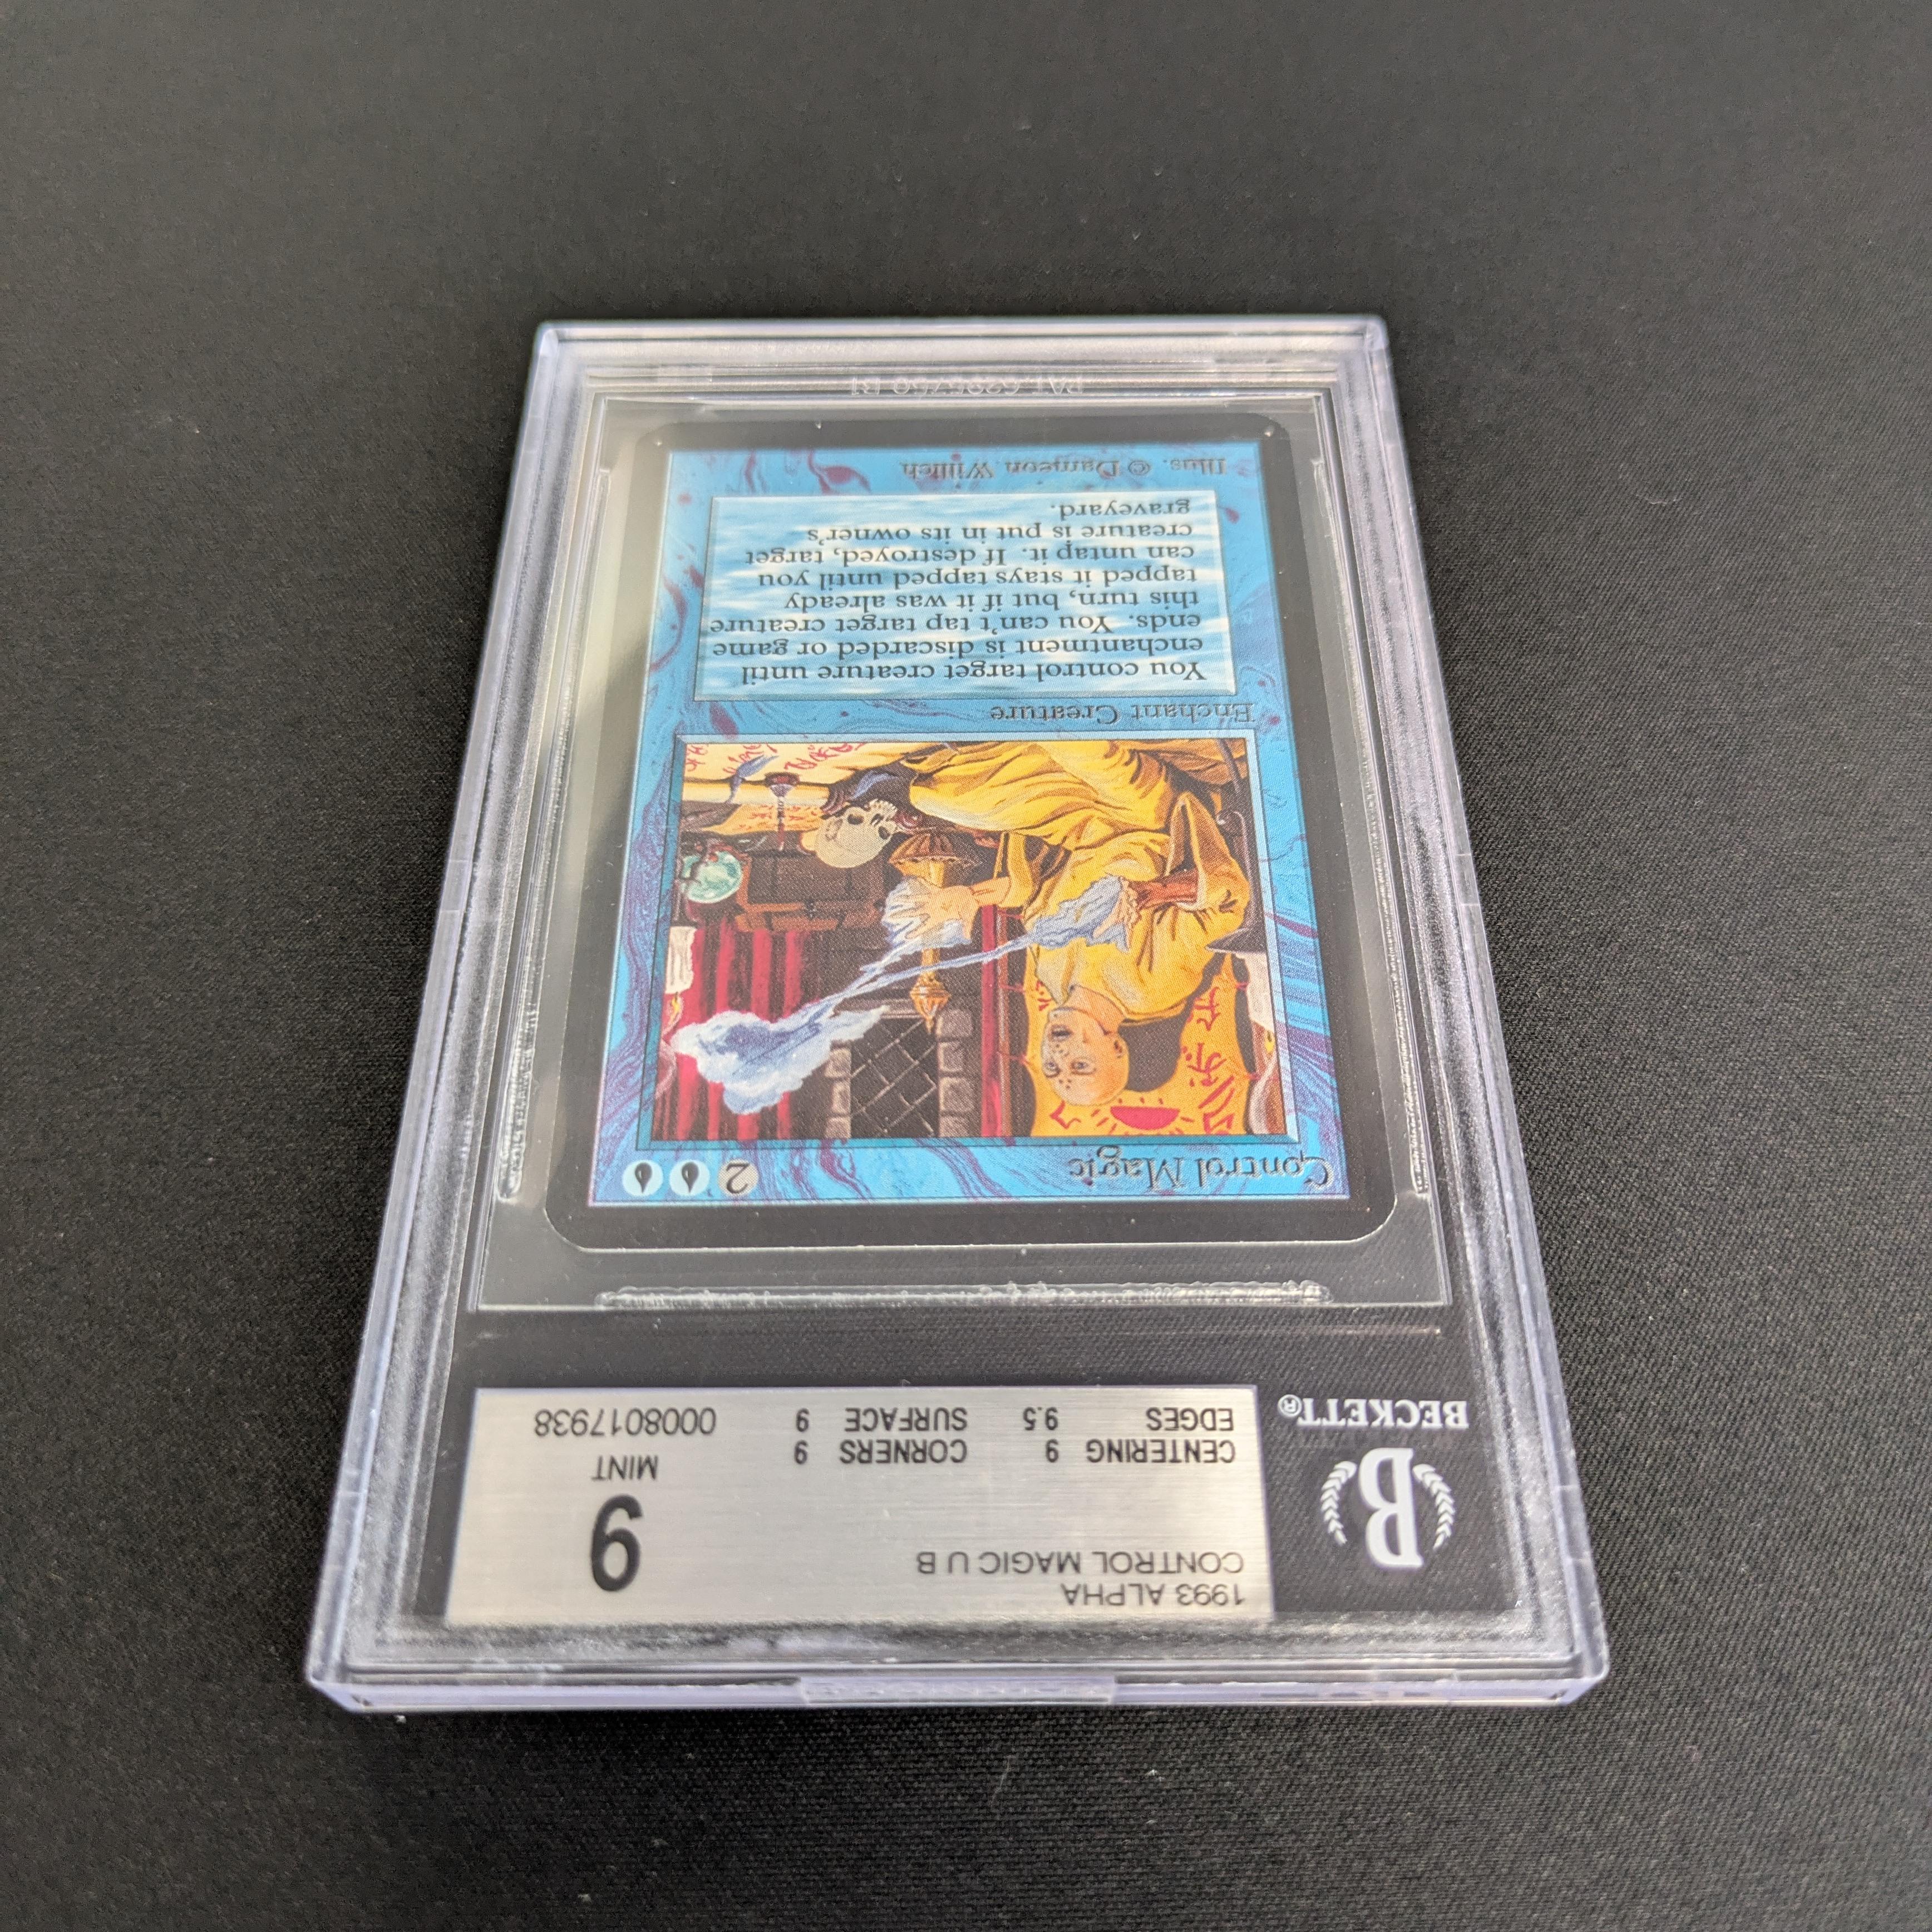 BECKETT®
B
1993 ALPHA
CONTROL MAGIC U B
CENTERING 9 CORNERS 9
EDGES 9.5 SURFACE 9
9
MINT
0008017938
Control Magic 2
Enchant Creature
You control target creature until
enchantment is discarded or game
ends. You can't tap target creature
this turn, but if it was already
tapped it stays tapped until you
can untap it. If destroyed, target
creature is put in its owner's
graveyard.
Illus. © Dameon Willich